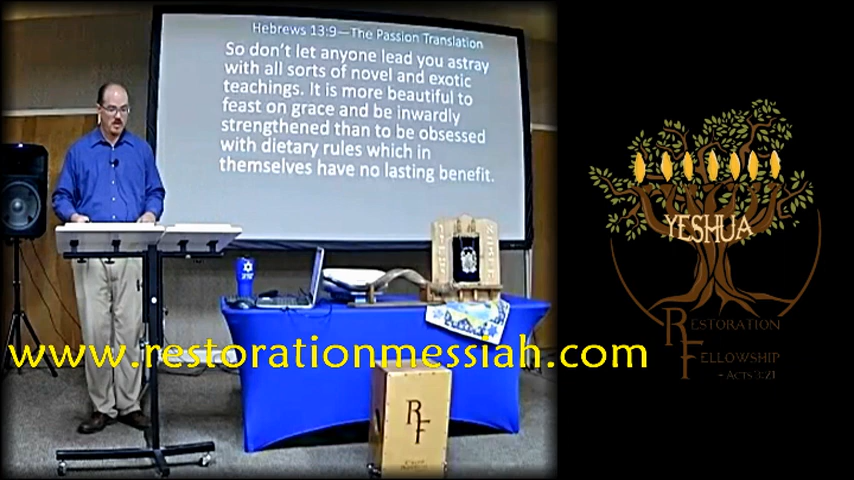 Hebrews 13:9—The Passion Translation
So don't let anyone lead you astray
with all sorts of novel and exotic
teachings. It is more beautiful to
feast on grace and be inwardly
strengthened than to be obsessed
with dietary rules which in
themselves have no lasting benefit.
www.restorationmessiah.com
RF
YESHUA
RESTORATION
FELLOWSHIP